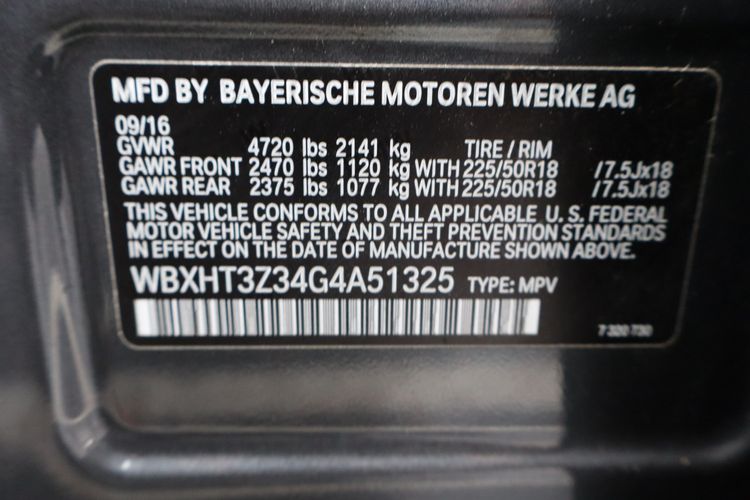 MFD BY BAYERISCHE MOTOREN WERKE AG
09/16
GVWR 4720 lbs 2141 kg TIRE / RIM
GAWR FRONT 2470 lbs 1120 kg WITH 225/50R18 /7.5Jx18
GAWR REAR 2375 lbs 1077 kg WITH 225/50R18 /7.5Jx18
THIS VEHICLE CONFORMS TO ALL APPLICABLE U. S. FEDERAL
MOTOR VEHICLE SAFETY AND THEFT PREVENTION STANDARDS
IN EFFECT ON THE DATE OF MANUFACTURE SHOWN ABOVE.
WBXHT3Z34G4A51325 TYPE: MPV
7 320 730